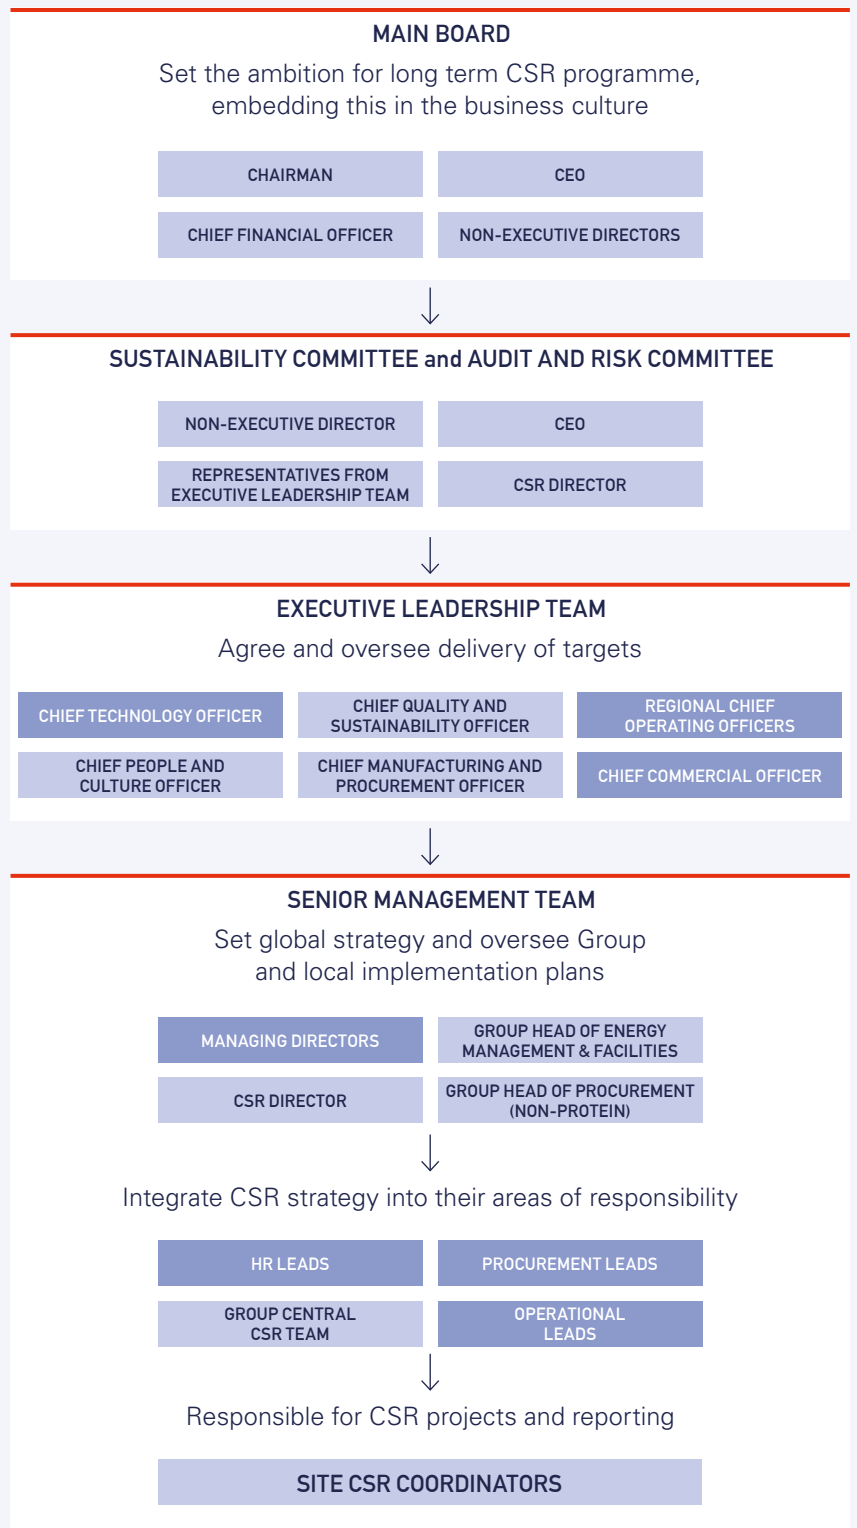 MAIN BOARD
Set the ambition for long term CSR programme,
embedding this in the business culture
CHAIRMAN
CEO
CHIEF FINANCIAL OFFICER
NON-EXECUTIVE DIRECTORS
SUSTAINABILITY COMMITTEE and AUDIT AND RISK COMMITTEE
NON-EXECUTIVE DIRECTOR
CEO
REPRESENTATIVES FROM
EXECUTIVE LEADERSHIP TEAM
CSR DIRECTOR
EXECUTIVE LEADERSHIP TEAM
Agree and oversee delivery of targets
CHIEF TECHNOLOGY OFFICER
CHIEF QUALITY AND
SUSTAINABILITY OFFICER
REGIONAL CHIEF
OPERATING OFFICERS
CHIEF PEOPLE AND
CULTURE OFFICER
CHIEF MANUFACTURING AND
PROCUREMENT OFFICER
CHIEF COMMERCIAL OFFICER
SENIOR MANAGEMENT TEAM
Set global strategy and oversee Group
and local implementation plans
MANAGING DIRECTORS
GROUP HEAD OF ENERGY
MANAGEMENT & FACILITIES
CSR DIRECTOR
GROUP HEAD OF PROCUREMENT
(NON-PROTEIN)
Integrate CSR strategy into their areas of responsibility
HR LEADS
PROCUREMENT LEADS
GROUP CENTRAL
CSR TEAM
OPERATIONAL
LEADS
Responsible for CSR projects and reporting
SITE CSR COORDINATORS